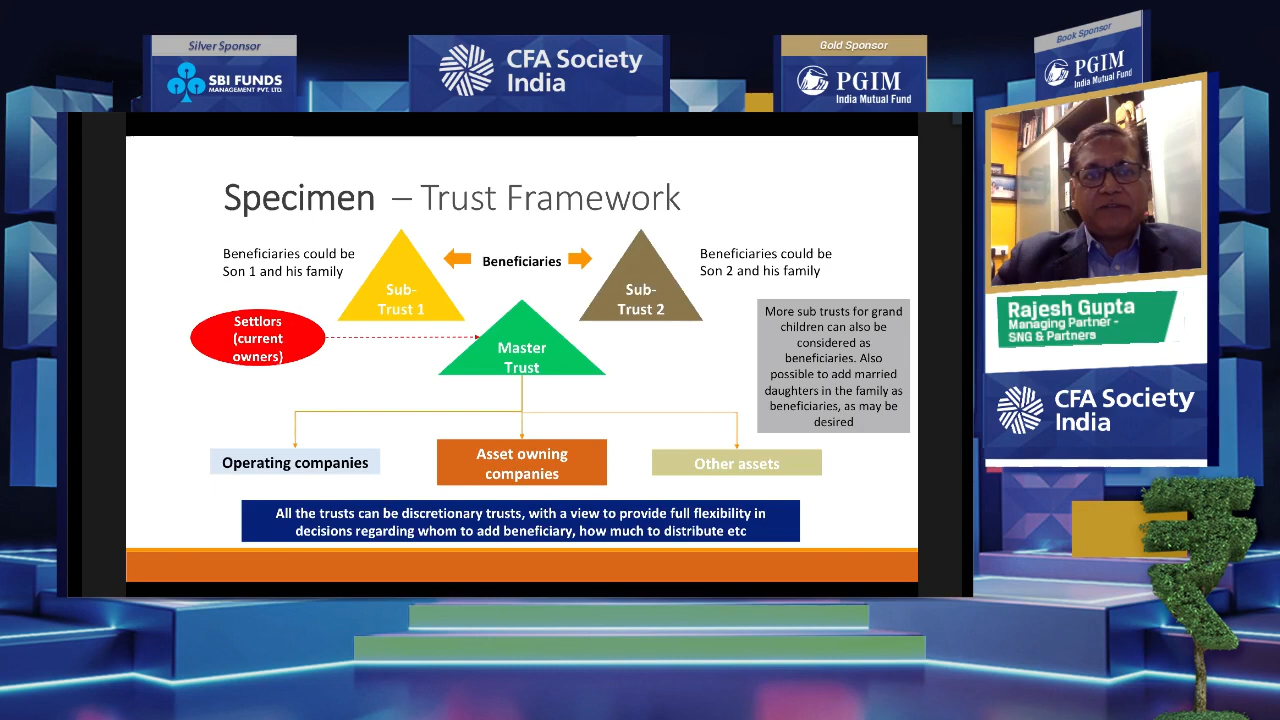 Silver Sponsor
SBI FUNDS
MANAGEMENT PVT. LTD.
CFA Society
India
Gold Sponsor
PGIM
India Mutual Fund
Book Sponsor
PGIM
India Mutual Fund
Specimen – Trust Framework
Beneficiaries could be
Son 1 and his family
Sub-
Trust 1
Beneficiaries
Sub-
Trust 2
Beneficiaries could be
Son 2 and his family
Settlors
(current
owners)
Master
Trust
More sub trusts for grand
children can also be
considered as
beneficiaries. Also
possible to add married
daughters in the family as
beneficiaries, as may be
desired
Operating companies
Asset owning
companies
Other assets
All the trusts can be discretionary trusts, with a view to provide full flexibility in
decisions regarding whom to add beneficiary, how much to distribute etc
Rajesh Gupta
Managing Partner -
SNG & Partners
CFA Society
India